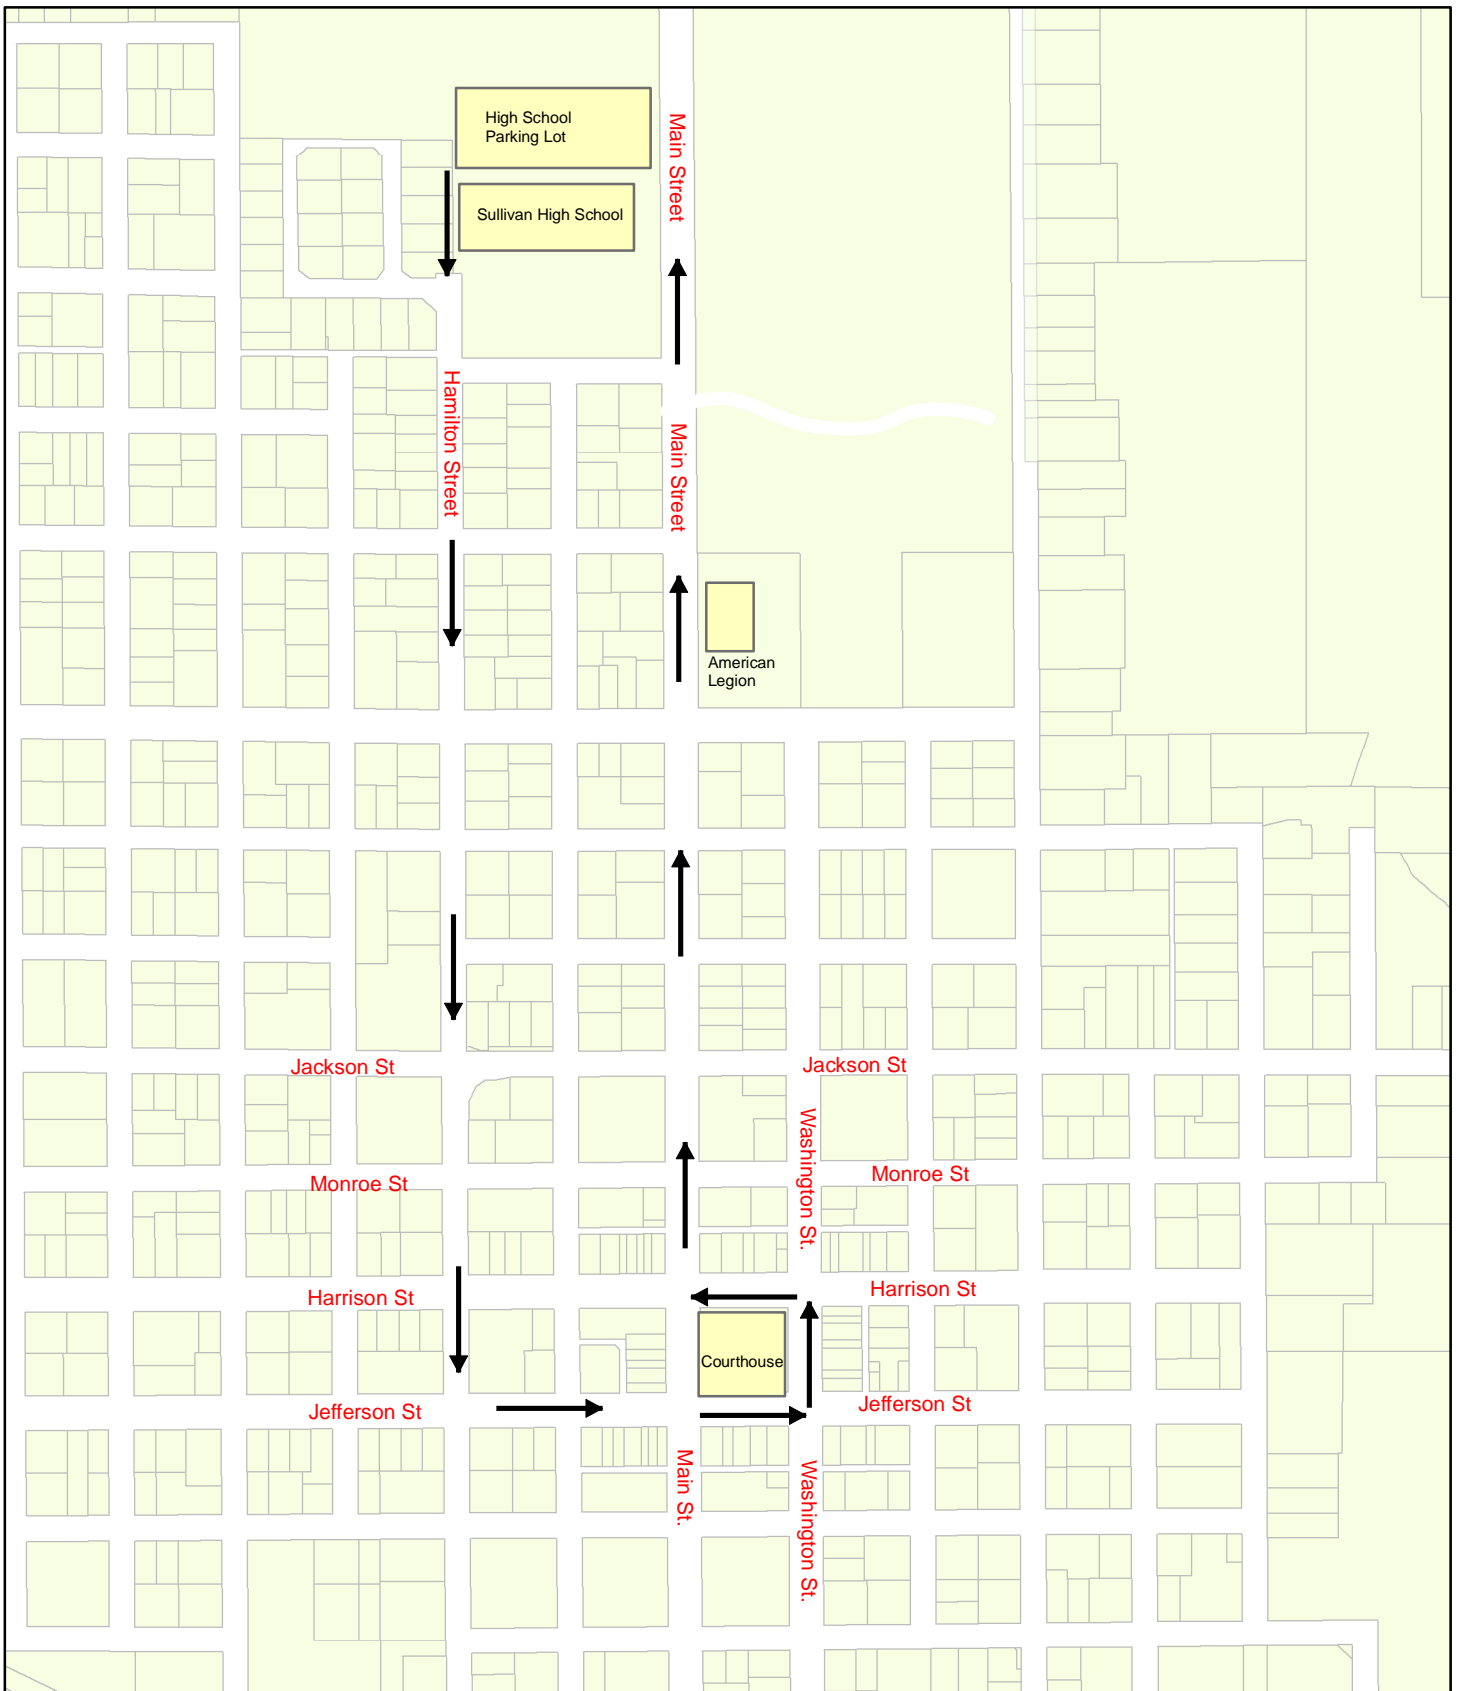 High School
Parking Lot
Main Street
Sullivan High School
Hamilton Street
Main Street
American
Legion
Jackson St
Jackson St
Washington St.
Monroe St
Monroe St
Harrison St
Harrison St
Courthouse
Jefferson St
Jefferson St
Main St.
Washington St.